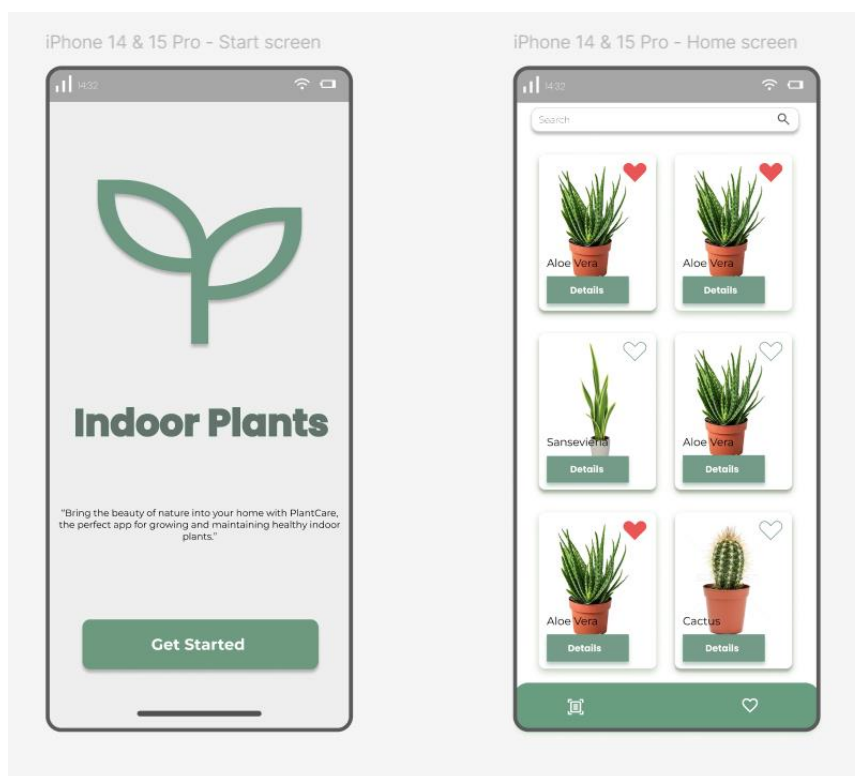 iPhone 14 & 15 Pro - Start screen
14:32
Indoor Plants
"Bring the beauty of nature into your home with PlantCare,
the perfect app for growing and maintaining healthy indoor
plants."
Get Started
iPhone 14 & 15 Pro - Home screen
14:32
Search
Aloe Vera
Details
Aloe Vera
Details
Sansevieria
Details
Aloe Vera
Details
Aloe Vera
Details
Cactus
Details